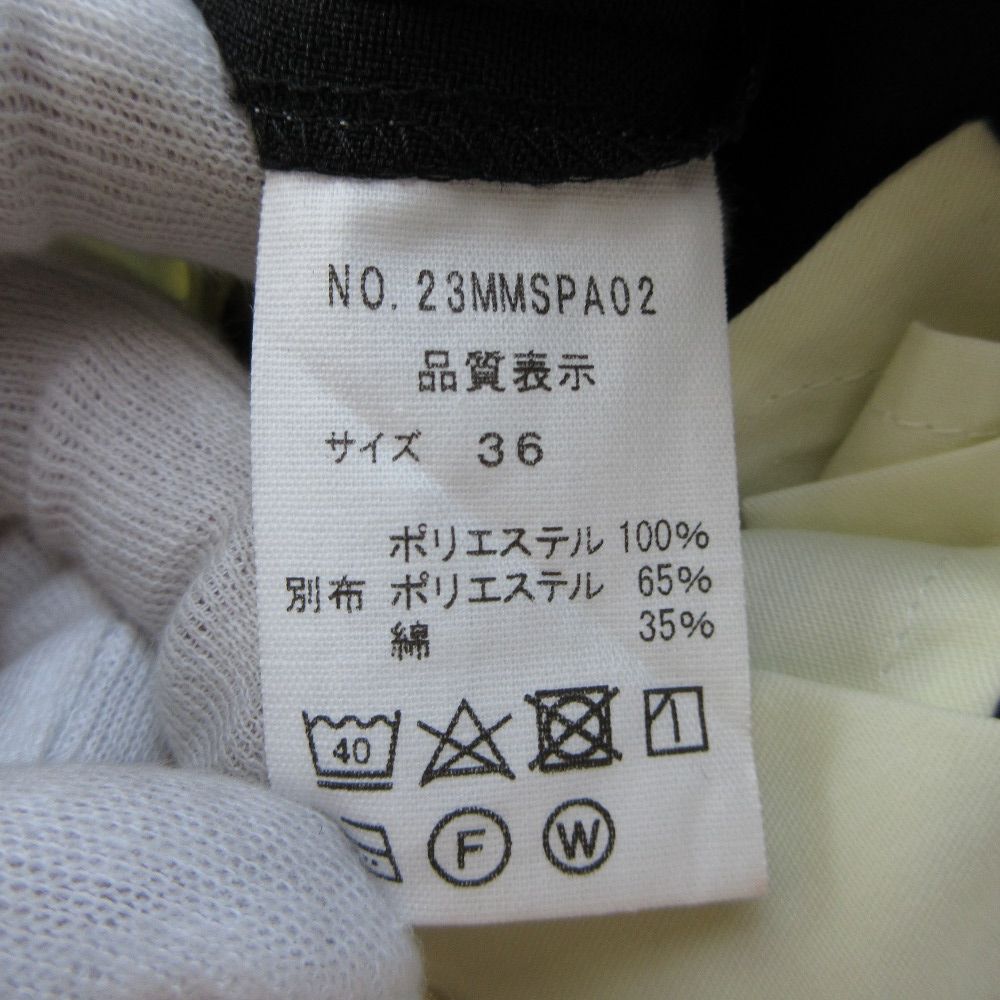 NO. 23MMSPA02
品質表示
サイズ 36
ポリエステル 100%
別布 ポリエステル 65%
綿 35%
40
F W